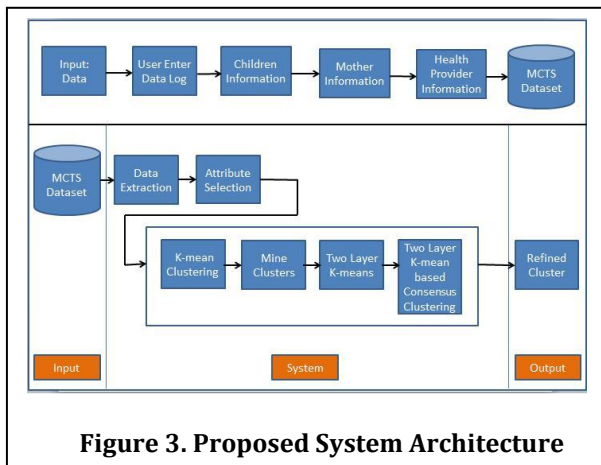 Input:
Data
User Enter
Data Log
Children
Information
Mother
Information
Health
Provider
Information
MCTS
Dataset
MCTS
Dataset
Data
Extraction
Attribute
Selection
K-mean
Clustering
Mine
Clusters
Two Layer
K-means
Two Layer
K-mean
based
Consensus
Clustering
Refined
Cluster
Input
System
Output
Figure 3. Proposed System Architecture